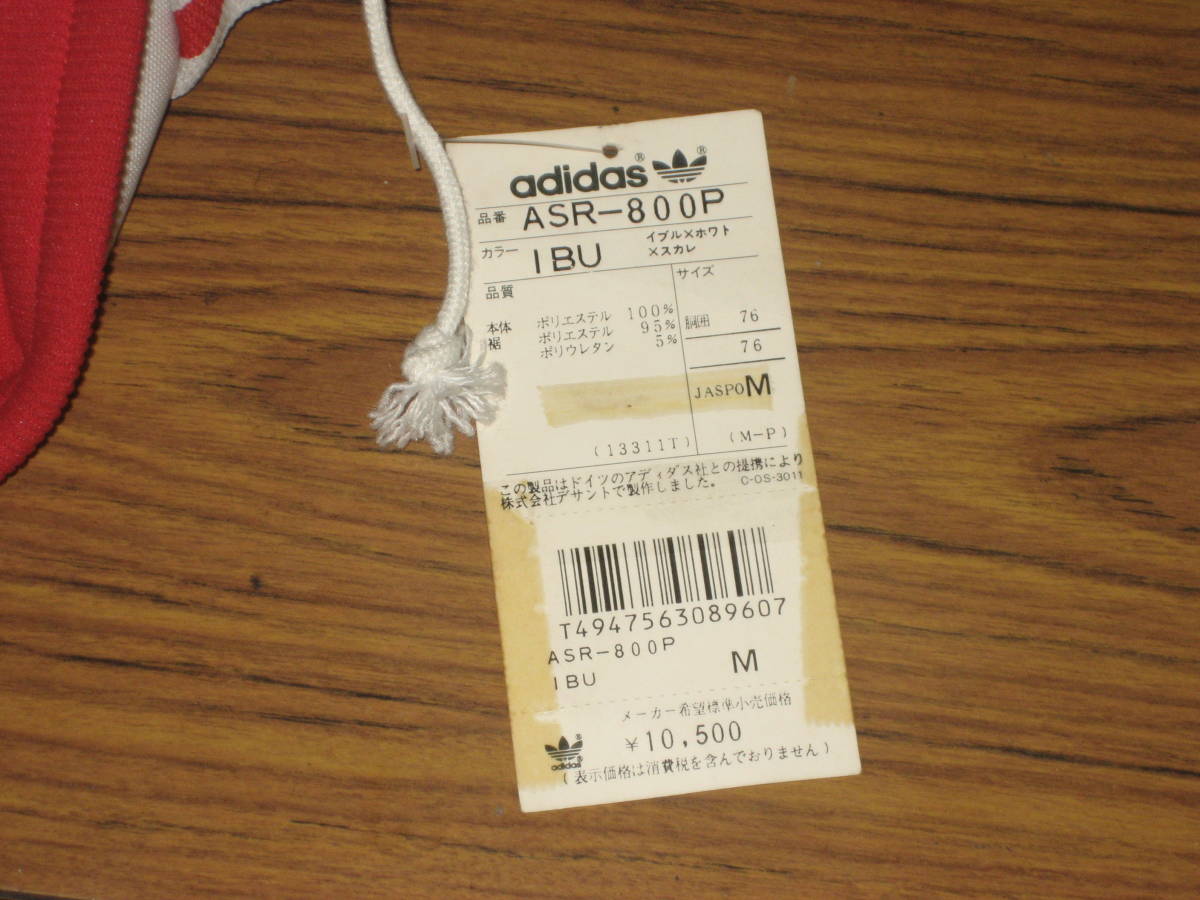 adidas® ®
品番 ASR-800P
カラー IBU イブル×ホワト
×スカレ
品質 サイズ
本体 ポリエステル 100%
裾 ポリエステル 95%
ポリウレタン 5%
胴囲 76
76
JASPO M
(13311T) (M-P)
この製品はドイツのアディダス社との提携により
株式会社デサントで製作しました。 C-OS-3011
T4947563089607
ASR-800P
IBU M
メーカー希望標準小売価格
¥10,500
adidas ®
(表示価格は消費税を含んでおりません)